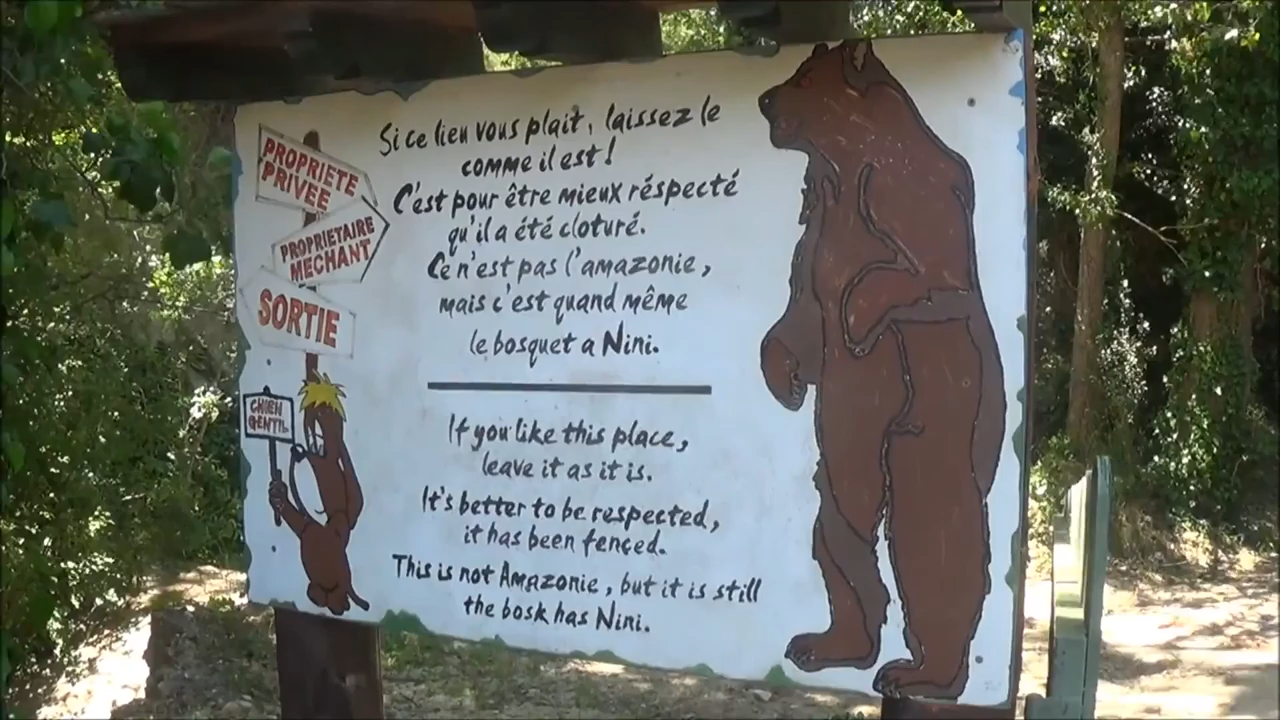 PROPRIETE
PRIVEE
PROPRIETAIRE
MECHANT
SORTIE
CHIEN
GENTIL
Si ce lieu vous plait, laissez le
comme il est!
C'est pour être mieux réspecté
qu'il a été cloturé.
Ce n'est pas l'amazonie,
mais c'est quand même
le bosquet a Nini.
If you like this place,
leave it as it is.
It's better to be respected,
it has been fenced.
This is not Amazonie, but it is still
the bosk has Nini.